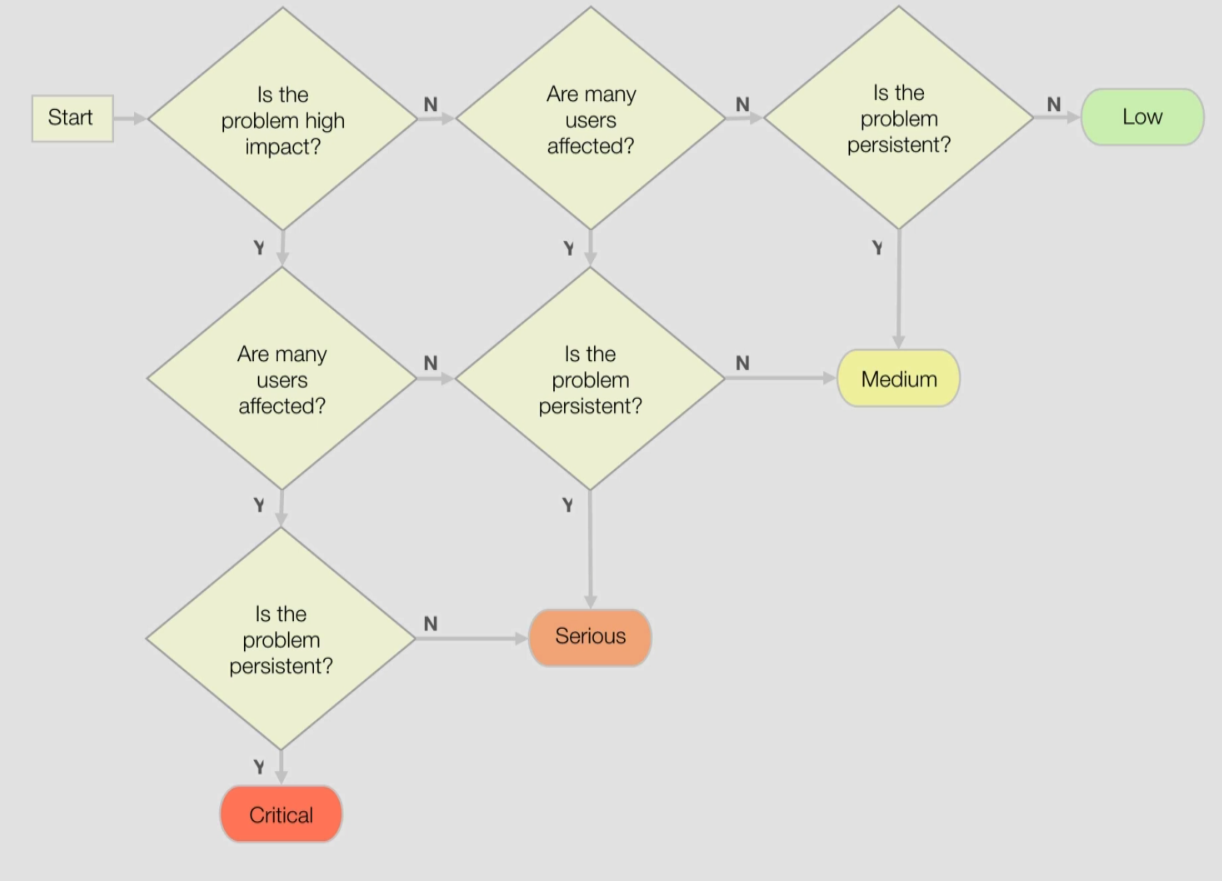 Start
Is the
problem high
impact?
N
Are many
users
affected?
N
Is the
problem
persistent?
N
Low
Y
Y
Y
Are many
users
affected?
N
Is the
problem
persistent?
N
Medium
Y
Y
Is the
problem
persistent?
N
Serious
Y
Critical